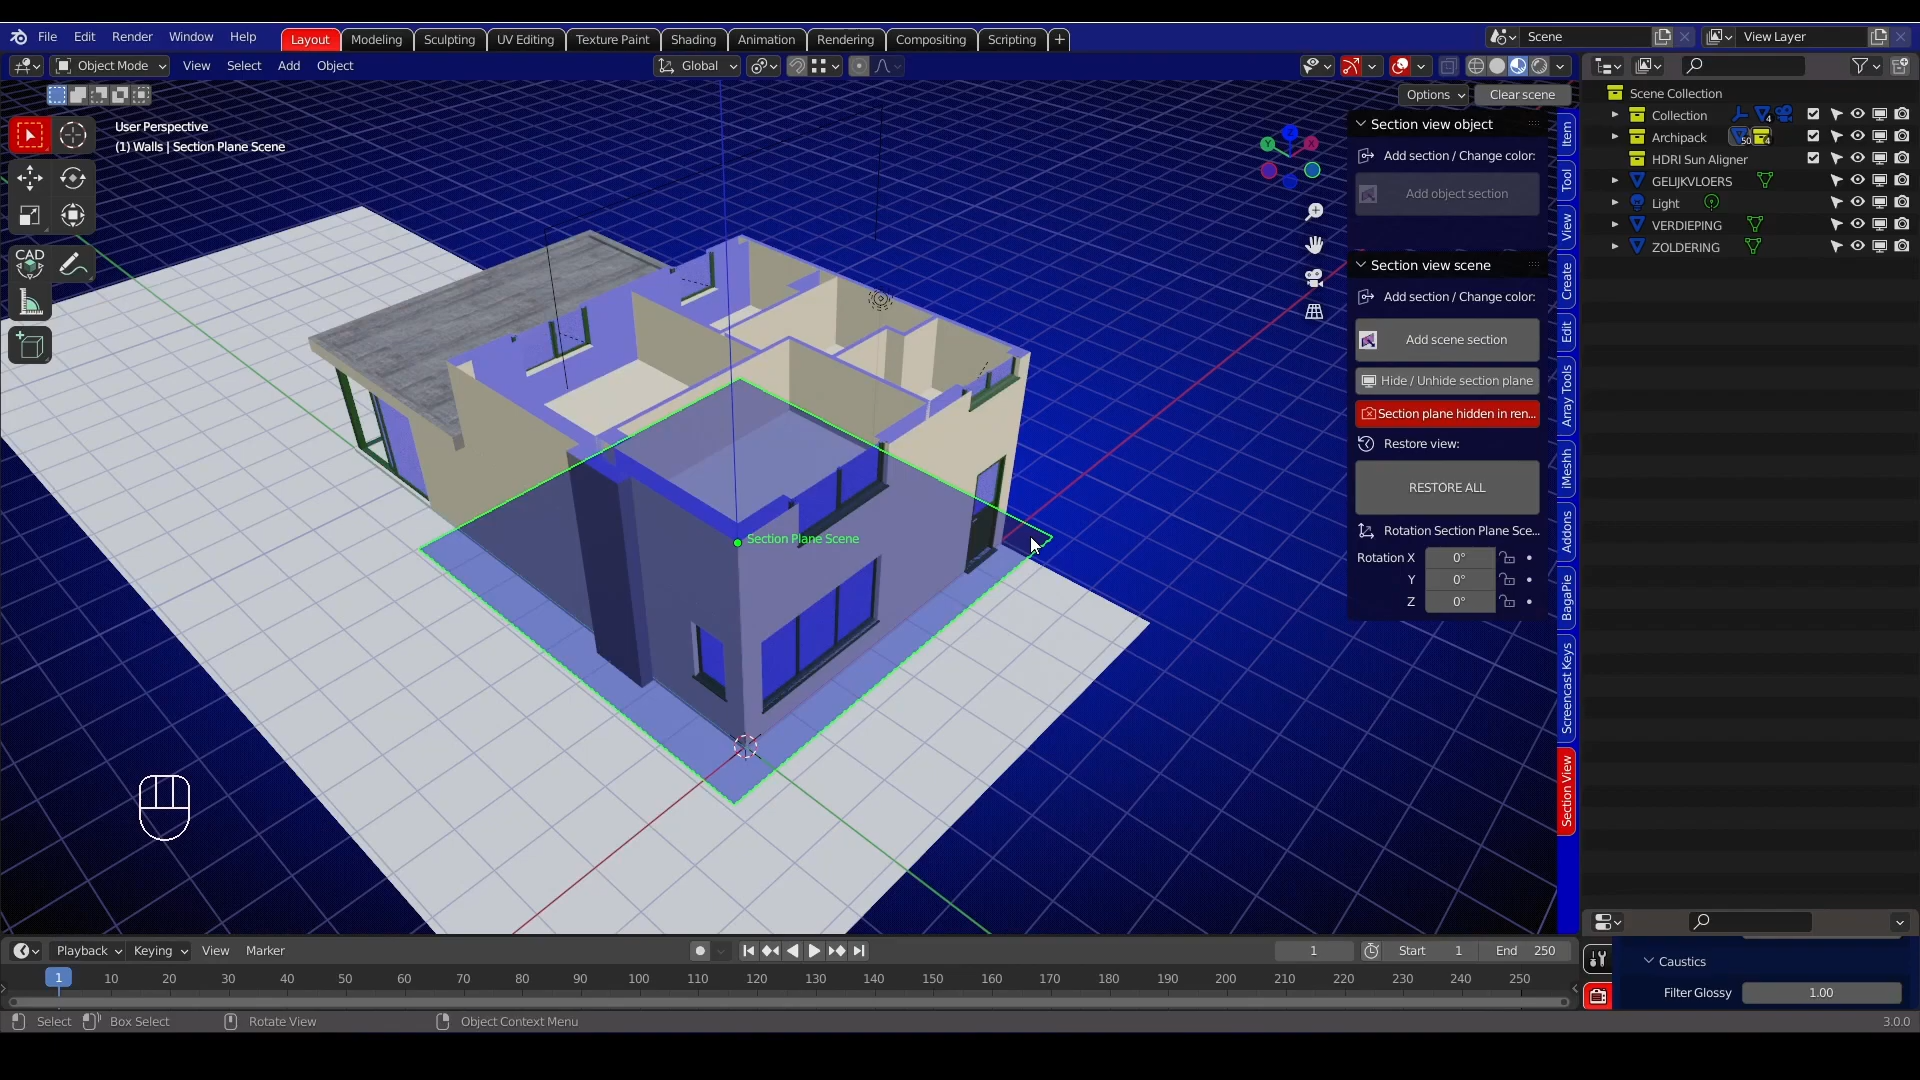 File Edit Render Window Help Layout Modeling Sculpting UV Editing Texture Paint Shading Animation Rendering Compositing Scripting + Scene View Layer
Object Mode View Select Add Object Global
Options Clear scene
User Perspective
(1) Walls | Section Plane Scene
CAD
Y Z X
Section Plane Scene
Section view object
Add section / Change color:
Add object section
Section view scene
Add section / Change color:
Add scene section
Hide / Unhide section plane
Section plane hidden in ren...
Restore view:
RESTORE ALL
Rotation Section Plane Sce...
Rotation X 0°
Y 0°
Z 0°
Item
Tool
View
Create
Edit
Array Tools
iMeshh
Addons
BagaPie
Screencast Keys
Section View
Scene Collection
Collection 4
Archipack 50 4
HDRI Sun Aligner
GELIJKVLOERS
Light
VERDIEPING
ZOLDERING
Caustics
Filter Glossy 1.00
Playback Keying View Marker 1 Start 1 End 250
1 10 20 30 40 50 60 70 80 90 100 110 120 130 140 150 160 170 180 190 200 210 220 230 240 250
Select Box Select Rotate View Object Context Menu 3.0.0